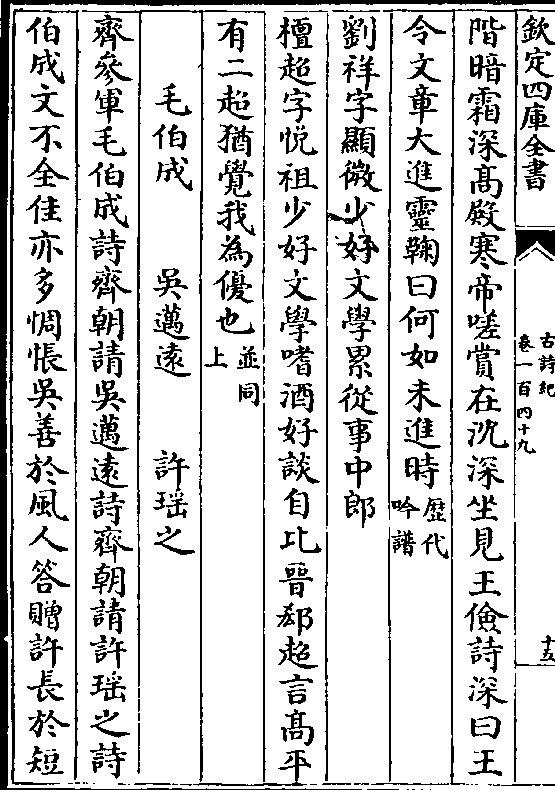 欽定四庫全書
古詩紀
卷一百四十九
十五
階暗霜深高殿寒帝嗟賞在沈深坐見王儉詩深曰王
令文章大進靈鞠曰何如未進時歷代
吟譜
劉祥字顯微少好文學累從事中郎
檀超字悅祖少好文學嗜酒好談自比晉郄超言高平
有二超猶覺我為優也並同
上
毛伯成　吳邁遠　許瑶之
齊參軍毛伯成詩齊朝請吳邁遠詩齊朝請許瑶之詩
伯成文不全佳亦多惆悵吳善於風人答贈許長於短